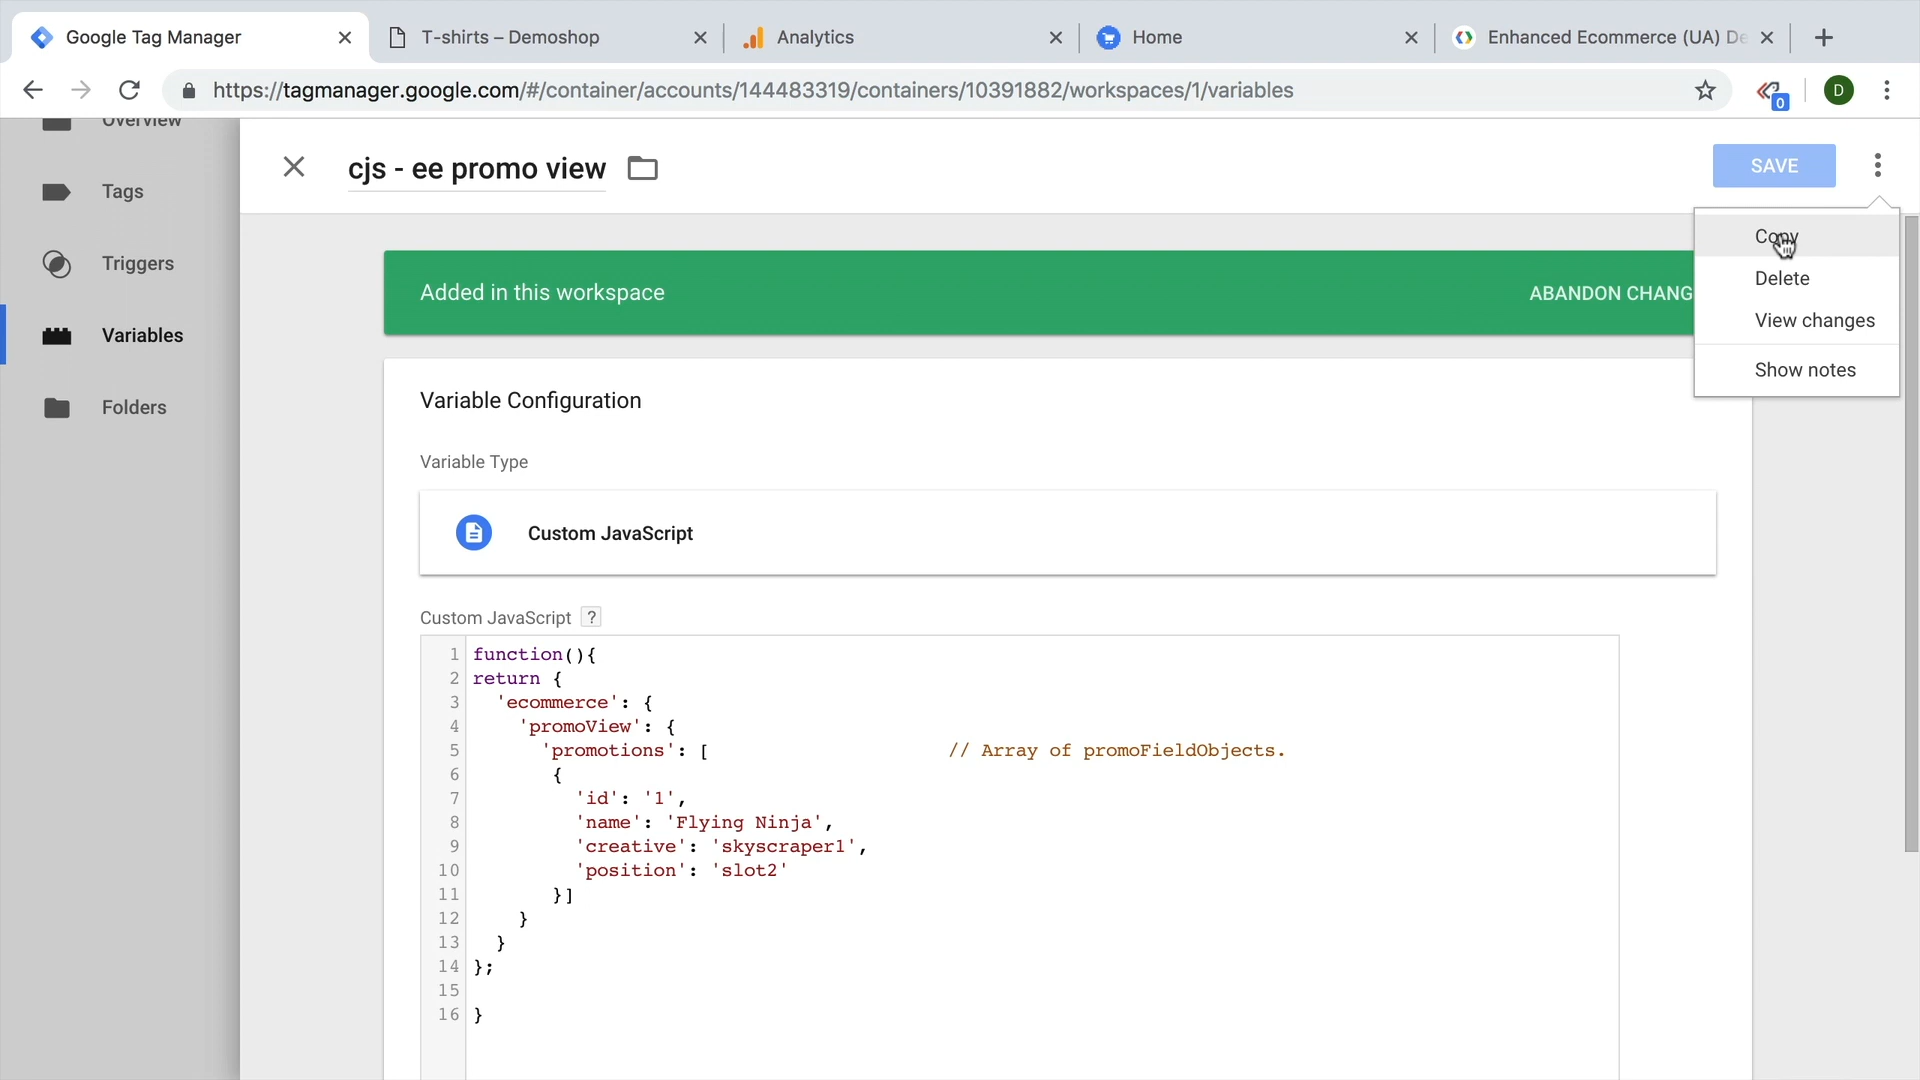 Google Tag Manager
T-shirts – Demoshop
Analytics
Home
Enhanced Ecommerce (UA) De
https://tagmanager.google.com/#/container/accounts/144483319/containers/10391882/workspaces/1/variables
0
D
Overview
Tags
Triggers
Variables
Folders
cjs - ee promo view
SAVE
Copy
Delete
View changes
Show notes
Added in this workspace
ABANDON CHANG
Variable Configuration
Variable Type
Custom JavaScript
Custom JavaScript ?
1 function(){
2 return {
3 'ecommerce': {
4 'promoView': {
5 'promotions': [ // Array of promoFieldObjects.
6 {
7 'id': '1',
8 'name': 'Flying Ninja',
9 'creative': 'skyscraper1',
10 'position': 'slot2'
11 }]
12 }
13 }
14 };
15
16 }